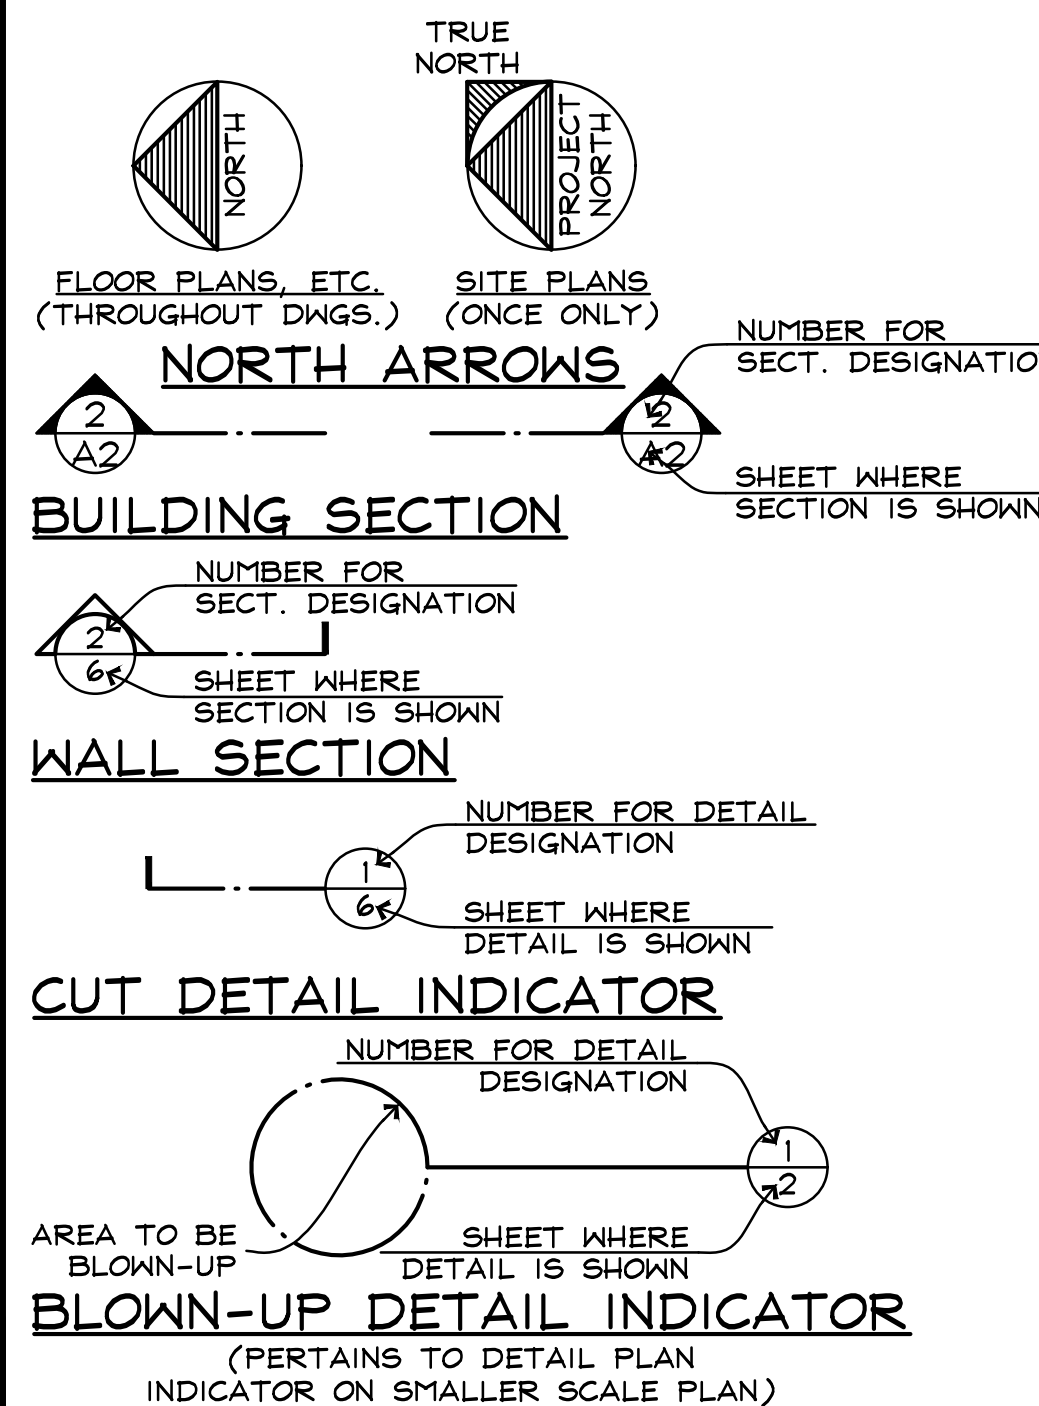 TRUE
NORTH
NORTH
PROJECT
NORTH
FLOOR PLANS, ETC.
(THROUGHOUT DWGS.)
SITE PLANS
(ONCE ONLY)
NORTH ARROWS
NUMBER FOR
SECT. DESIGNATIO
2
A2
2
A2
SHEET WHERE
SECTION IS SHOWN
BUILDING SECTION
NUMBER FOR
SECT. DESIGNATION
2
6
SHEET WHERE
SECTION IS SHOWN
WALL SECTION
NUMBER FOR DETAIL
DESIGNATION
1
6
SHEET WHERE
DETAIL IS SHOWN
CUT DETAIL INDICATOR
NUMBER FOR DETAIL
DESIGNATION
1
2
AREA TO BE
BLOWN-UP
SHEET WHERE
DETAIL IS SHOWN
BLOWN-UP DETAIL INDICATOR
(PERTAINS TO DETAIL PLAN
INDICATOR ON SMALLER SCALE PLAN)